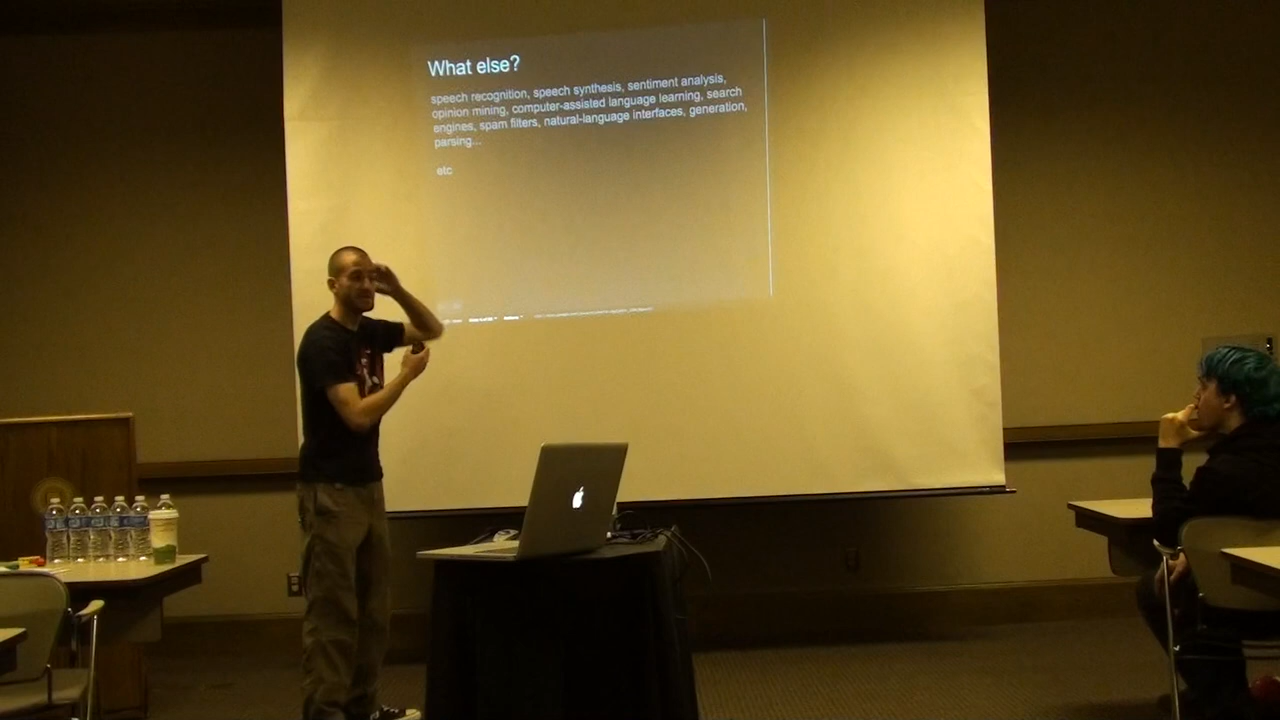 What else?
speech recognition, speech synthesis, sentiment analysis,
opinion mining, computer-assisted language learning, search
engines, spam filters, natural-language interfaces, generation,
parsing...
etc